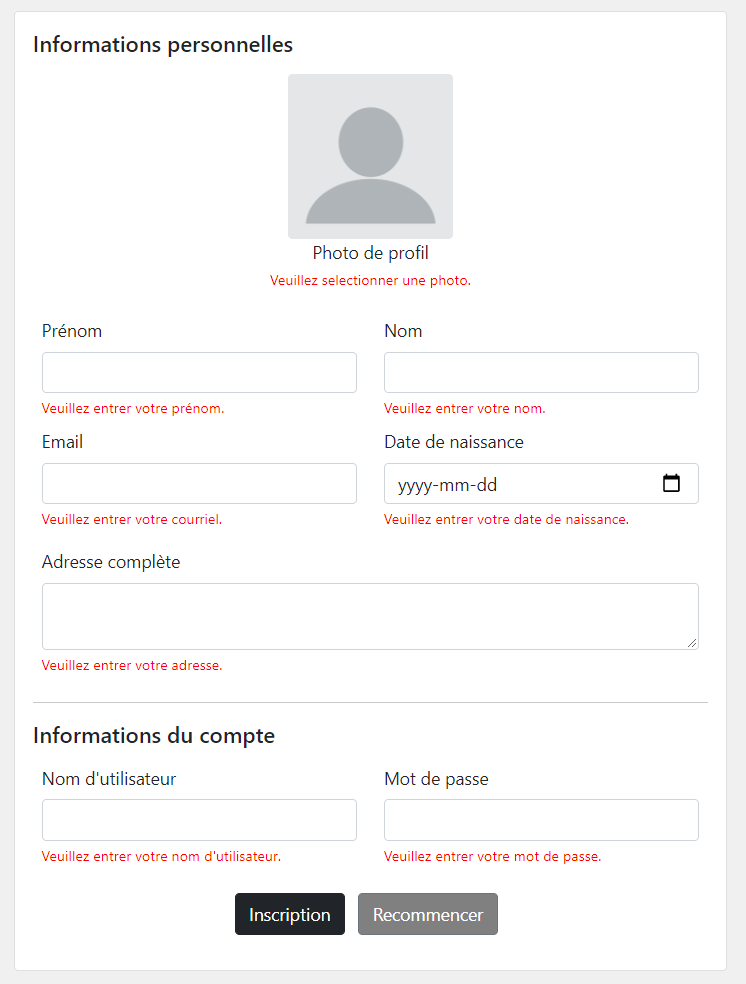 Informations personnelles
Photo de profil
Veuillez selectionner une photo.
Prénom
Nom
Veuillez entrer votre prénom.
Veuillez entrer votre nom.
Email
Date de naissance
yyyy-mm-dd
Veuillez entrer votre courriel.
Veuillez entrer votre date de naissance.
Adresse complète
Veuillez entrer votre adresse.
Informations du compte
Nom d'utilisateur
Mot de passe
Veuillez entrer votre nom d'utilisateur.
Veuillez entrer votre mot de passe.
Inscription
Recommencer